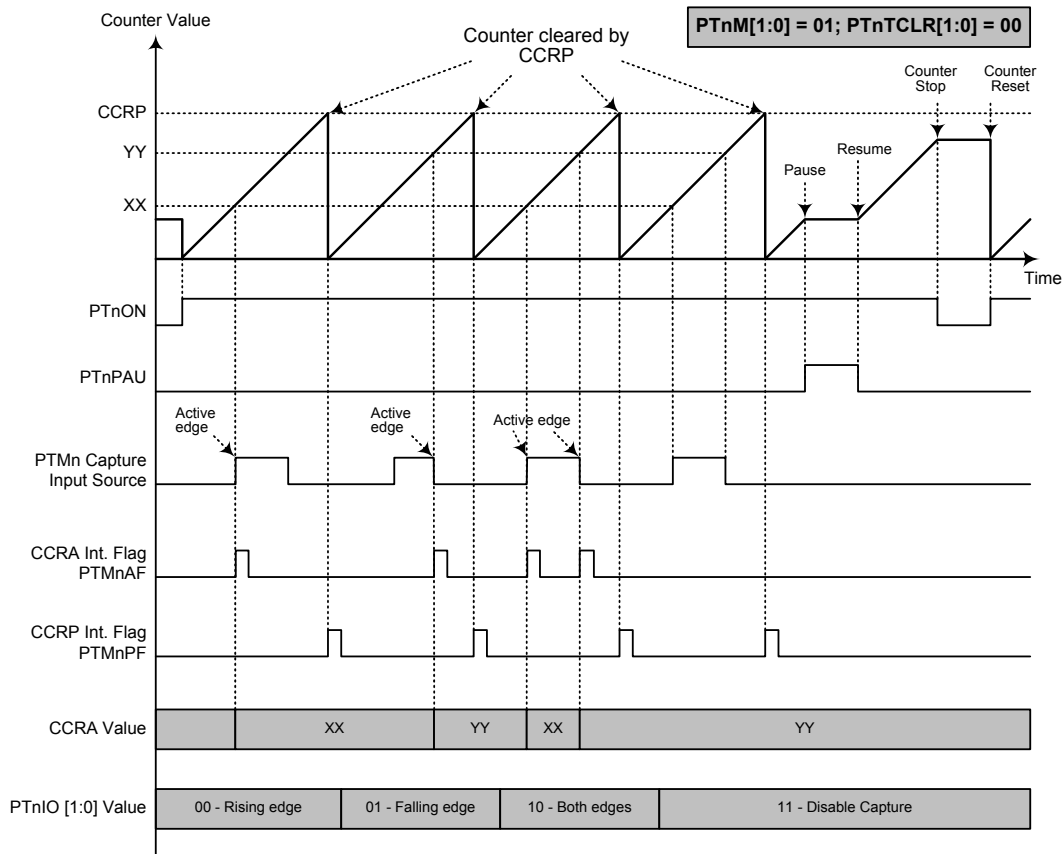 Counter Value
PTnM[1:0] = 01; PTnTCLR[1:0] = 00
Counter cleared by
CCRP
Counter
Stop
Counter
Reset
CCRP
YY
XX
Pause
Resume
Time
PTnON
PTnPAU
Active
edge
Active
edge
Active edge
PTMn Capture
Input Source
CCRA Int. Flag
PTMnAF
CCRP Int. Flag
PTMnPF
CCRA Value
XX
YY
XX
YY
PTnIO [1:0] Value
00 - Rising edge
01 - Falling edge
10 - Both edges
11 - Disable Capture